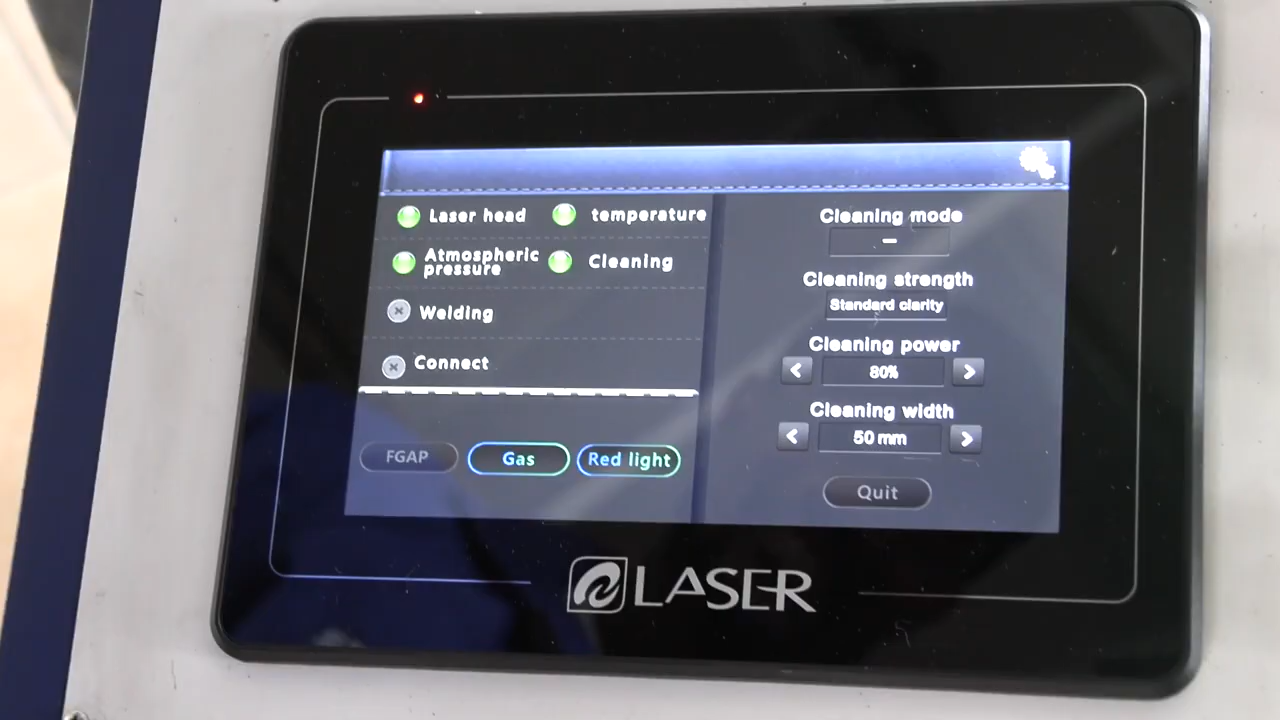 Laser head
temperature
Atmospheric
pressure
Cleaning
Welding
Connect
FGAP
Gas
Red light
Cleaning mode
–
Cleaning strength
Standard clarity
Cleaning power
< 80% >
Cleaning width
< 50 mm >
Quit
LASER